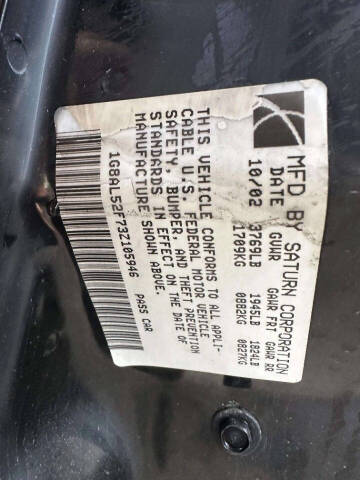 MFD BY SATURN CORPORATION
DATE GVWR GAWR FRT GAWR RR
10/02 3769LB 1945LB 1824LB
1709KG 0882KG 0827KG
THIS VEHICLE CONFORMS TO ALL APPLI-
CABLE U.S. FEDERAL MOTOR VEHICLE
SAFETY, BUMPER, AND THEFT PREVENTION
STANDARDS IN EFFECT ON THE DATE OF
MANUFACTURE SHOWN ABOVE.
1G8AL52F73Z105946 PASS CAR